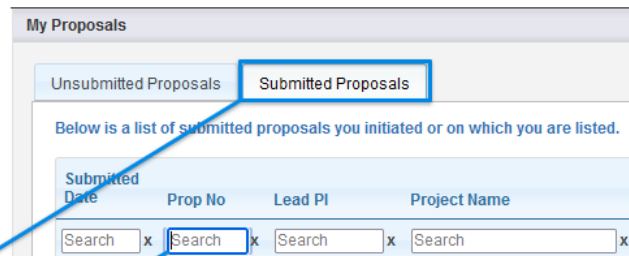 My Proposals
Unsubmitted Proposals Submitted Proposals
Below is a list of submitted proposals you initiated or on which you are listed.
Submitted
Date Prop No Lead PI Project Name
Search x Search x Search x Search x